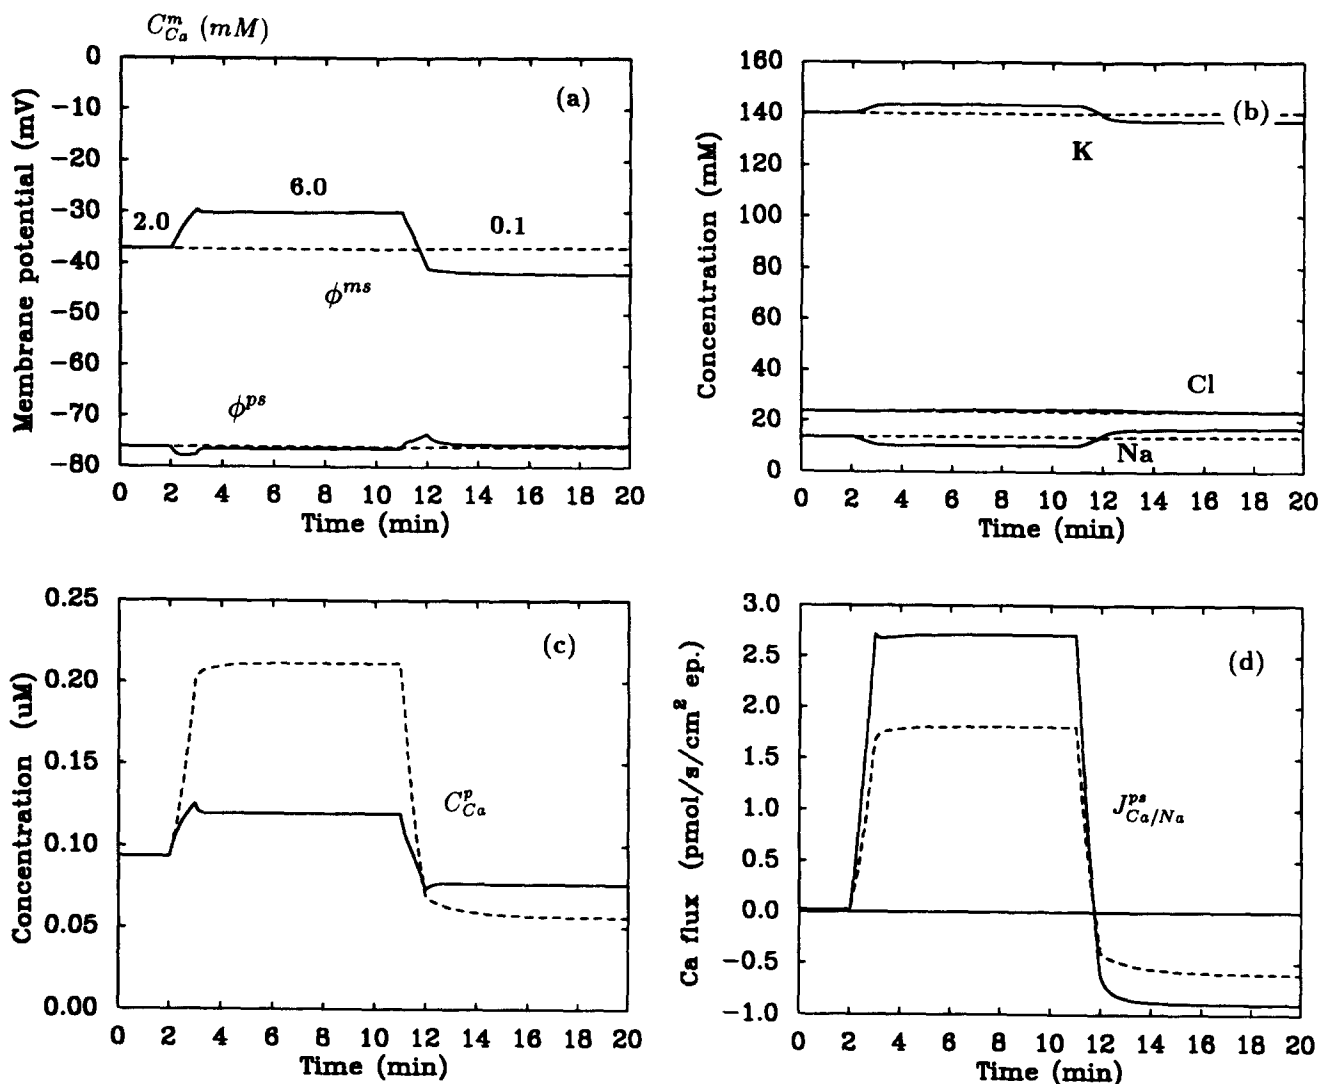 C^m_Ca (mM)
Membrane potential (mV)
0
−10
−20
−30
−40
−50
−60
−70
−80
(a)
2.0
6.0
0.1
ϕ^ms
ϕ^ps
0 2 4 6 8 10 12 14 16 18 20
Time (min)
Concentration (mM)
160
140
120
100
80
60
40
20
0
(b)
K
Cl
Na
0 2 4 6 8 10 12 14 16 18 20
Time (min)
Concentration (uM)
0.25
0.20
0.15
0.10
0.05
0.00
(c)
C^p_Ca
0 2 4 6 8 10 12 14 16 18 20
Time (min)
Ca flux (pmol/s/cm² ep.)
3.0
2.5
2.0
1.5
1.0
0.5
0.0
−0.5
−1.0
(d)
J^ps_Ca/Na
0 2 4 6 8 10 12 14 16 18 20
Time (min)